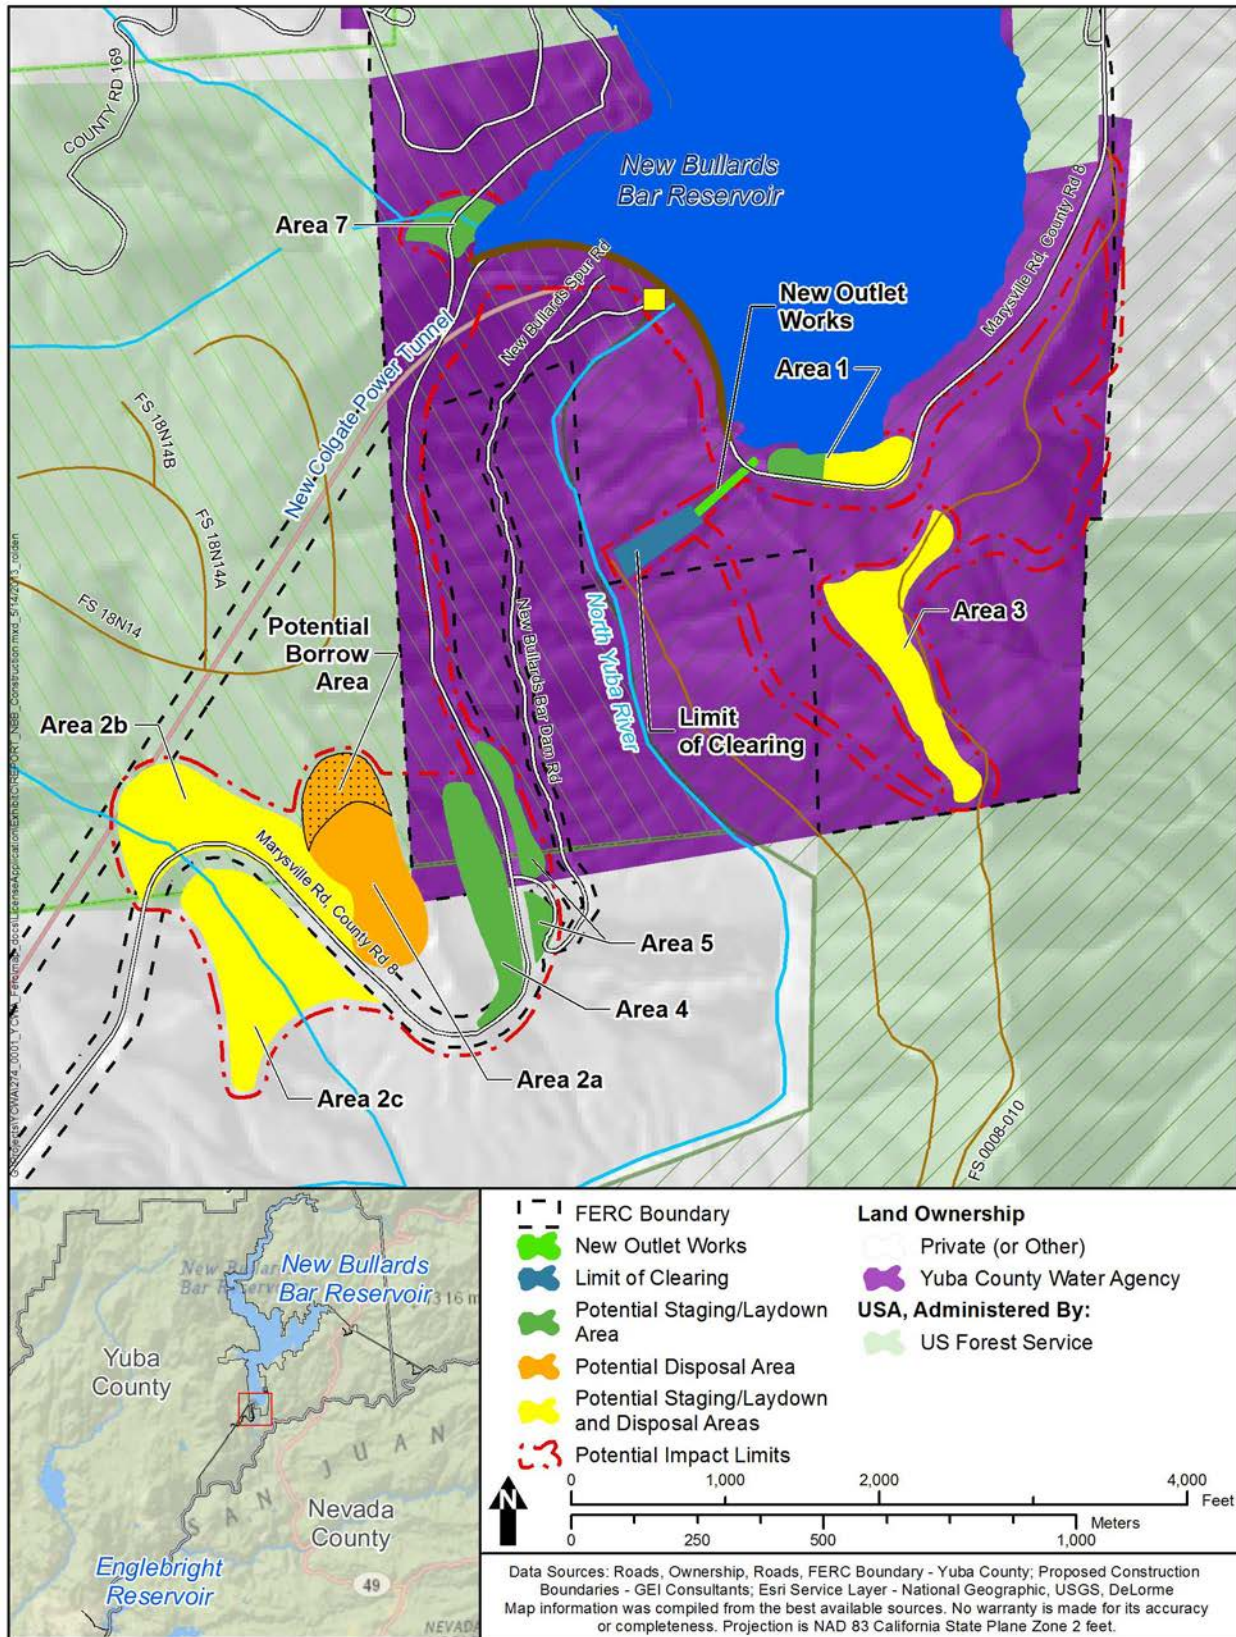 COUNTY RD 169
New Bullards
Bar Reservoir
Marysville Rd, County Rd 8
Area 7
New Bullards Spur Rd
New Outlet
Works
Area 1
New Colgate Power Tunnel
FS 18N14B
FS 18N14A
FS 18N14
Potential
Borrow
Area
New Bullards Bar Dam Rd
North Yuba River
Area 3
Limit
of Clearing
Area 2b
Marysville Rd, County Rd 8
Area 5
Area 4
Area 2a
Area 2c
FS 0008-010
New Bullards
Bar Reservoir
Yuba
County
SAN JUAN
Nevada
County
Englebright
Reservoir
49
NEVADA
FERC Boundary
New Outlet Works
Limit of Clearing
Potential Staging/Laydown
Area
Potential Disposal Area
Potential Staging/Laydown
and Disposal Areas
Potential Impact Limits
Land Ownership
Private (or Other)
Yuba County Water Agency
USA, Administered By:
US Forest Service
N
0 1,000 2,000 4,000
Feet
Meters
0 250 500 1,000
Data Sources: Roads, Ownership, Roads, FERC Boundary - Yuba County; Proposed Construction
Boundaries - GEI Consultants; Esri Service Layer - National Geographic, USGS, DeLorme
Map information was compiled from the best available sources. No warranty is made for its accuracy
or completeness. Projection is NAD 83 California State Plane Zone 2 feet.